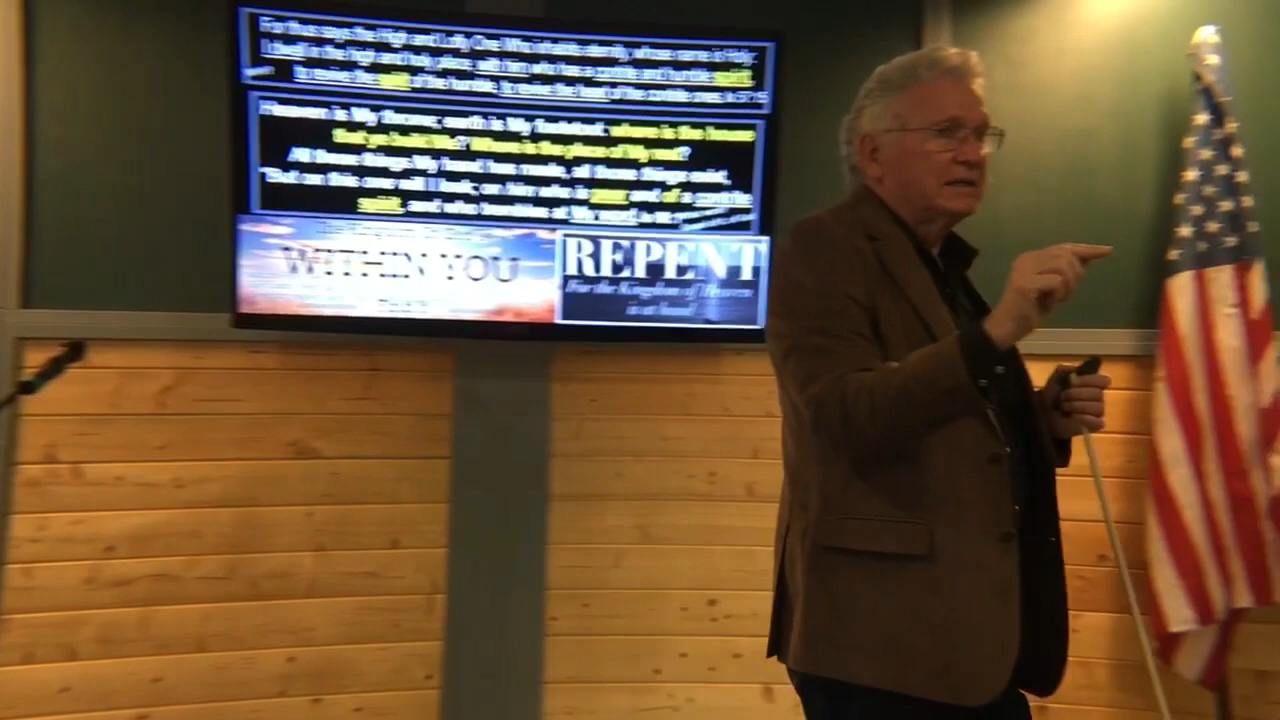 For thus says the High and Lofty One Who inhabits eternity, whose name is Holy:
I dwell in the high and holy place, with him who has a contrite and humble spirit,
to revive the spirit of the humble to revive the heart of the contrite ones. is 57:15
Heaven is My throne, earth is My footstool. where is the house
that ye build Me? Where is the place of My rest?
All those things My hand has made, all those things exist,
"But on this one will I look; on him who is poor and of a contrite
spirit, and who trembles at My word.
WITHIN YOU
REPENT
For the Kingdom of Heaven
is at hand